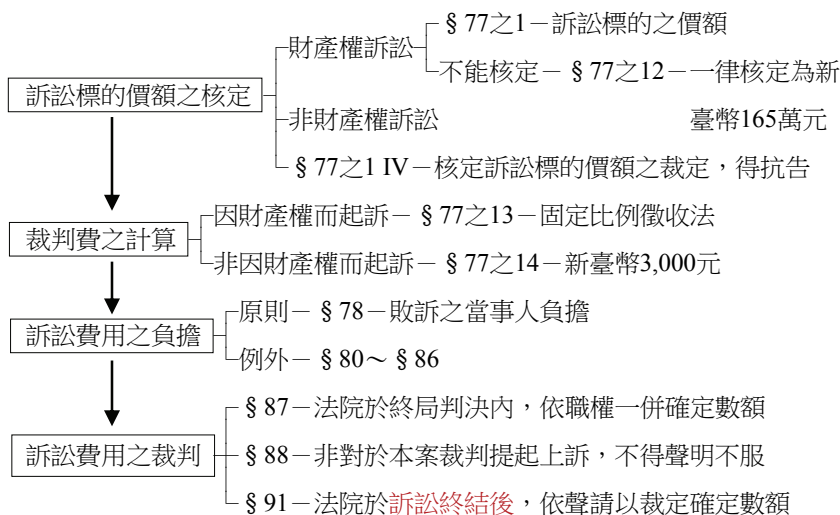 訴訟標的價額之核定
財產權訴訟
§77之1－訴訟標的之價額
不能核定－§77之12－一律核定為新
臺幣165萬元
非財產權訴訟
§77之1 IV－核定訴訟標的價額之裁定，得抗告
裁判費之計算
因財產權而起訴－§77之13－固定比例徵收法
非因財產權而起訴－§77之14－新臺幣3,000元
訴訟費用之負擔
原則－§78－敗訴之當事人負擔
例外－§80～§86
訴訟費用之裁判
§87－法院於終局判決內，依職權一併確定數額
§88－非對於本案裁判提起上訴，不得聲明不服
§91－法院於訴訟終結後，依聲請以裁定確定數額